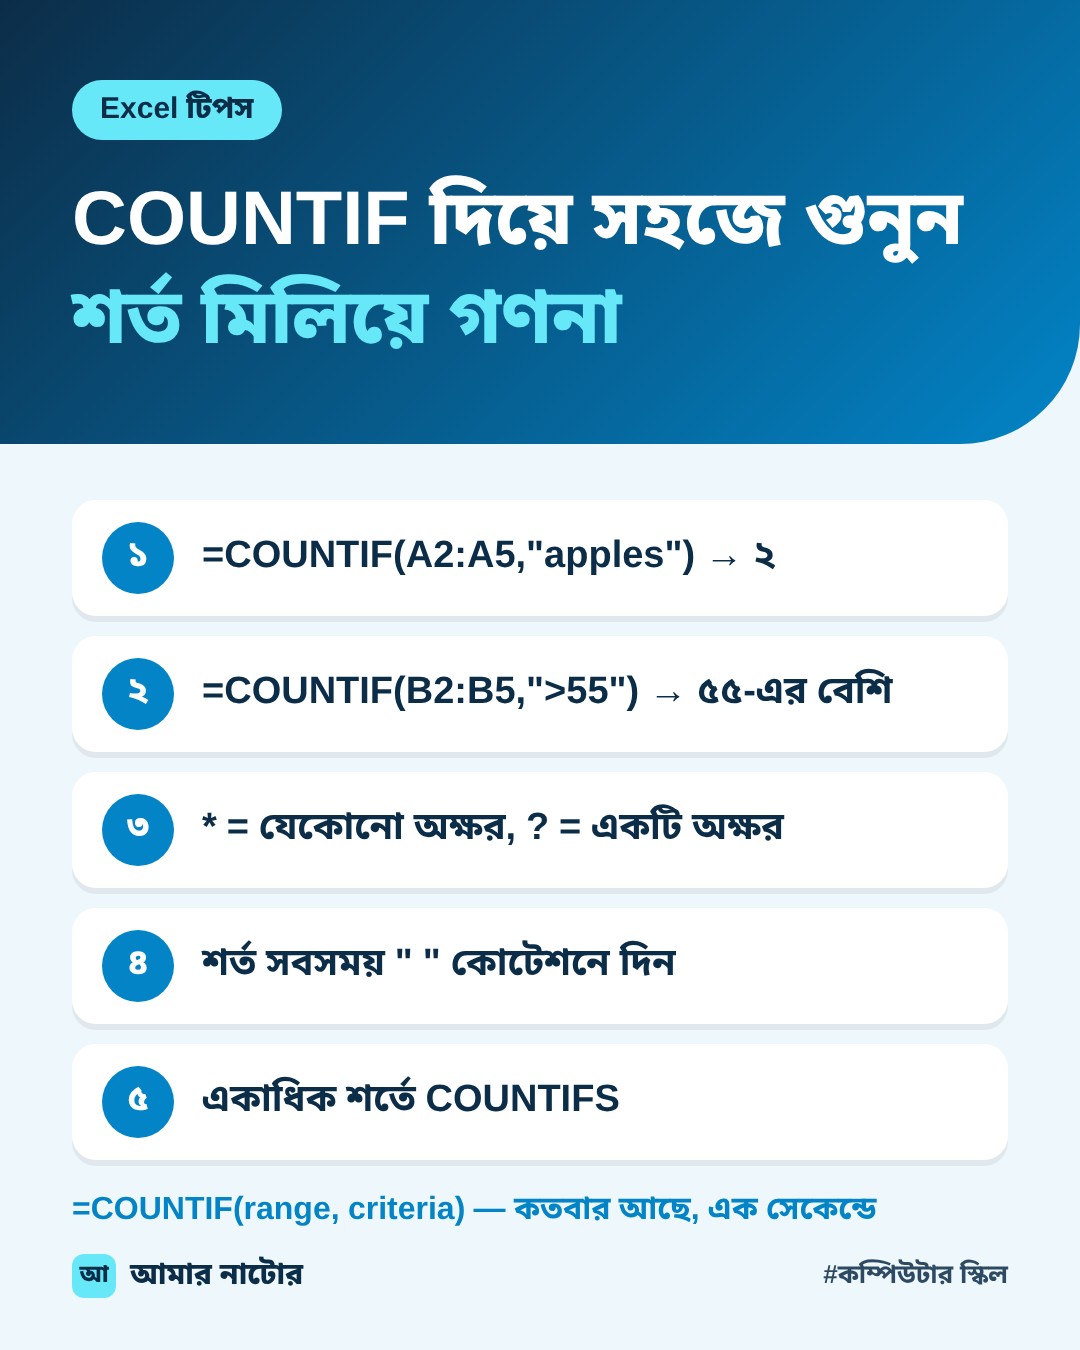 Excel টিপস
COUNTIF দিয়ে সহজে গুনুন
শর্ত মিলিয়ে গণনা
১ =COUNTIF(A2:A5,"apples") → ২
২ =COUNTIF(B2:B5,">55") → ৫৫-এর বেশি
৩ * = যেকোনো অক্ষর, ? = একটি অক্ষর
৪ শর্ত সবসময় " " কোটেশনে দিন
৫ একাধিক শর্তে COUNTIFS
=COUNTIF(range, criteria) — কতবার আছে, এক সেকেন্ডে
আ আমার নাটোর #কম্পিউটার স্কিল